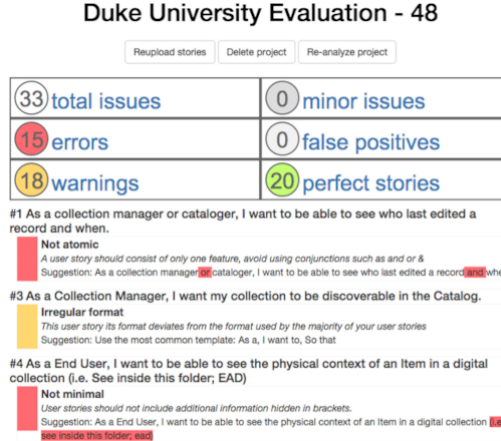 Duke University Evaluation - 48
Reupload stories Delete project Re-analyze project
33 total issues 0 minor issues
15 errors 0 false positives
18 warnings 20 perfect stories
#1 As a collection manager or cataloger, I want to be able to see who last edited a
record and when.
Not atomic
A user story should consist of only one feature, avoid using conjunctions such as and or &
Suggestion: As a collection manager or cataloger, I want to be able to see who last edited a record and
#3 As a Collection Manager, I want my collection to be discoverable in the Catalog.
Irregular format
This user story its format deviates from the format used by the majority of your user stories
Suggestion: Use the most common template: As a, I want to, So that
#4 As a End User, I want to be able to see the physical context of an Item in a digital
collection (i.e. See inside this folder; EAD)
Not minimal
User stories should not include additional information hidden in brackets.
Suggestion: As a End User, I want to be able to see the physical context of an Item in a digital collection
see inside this folder; ead)